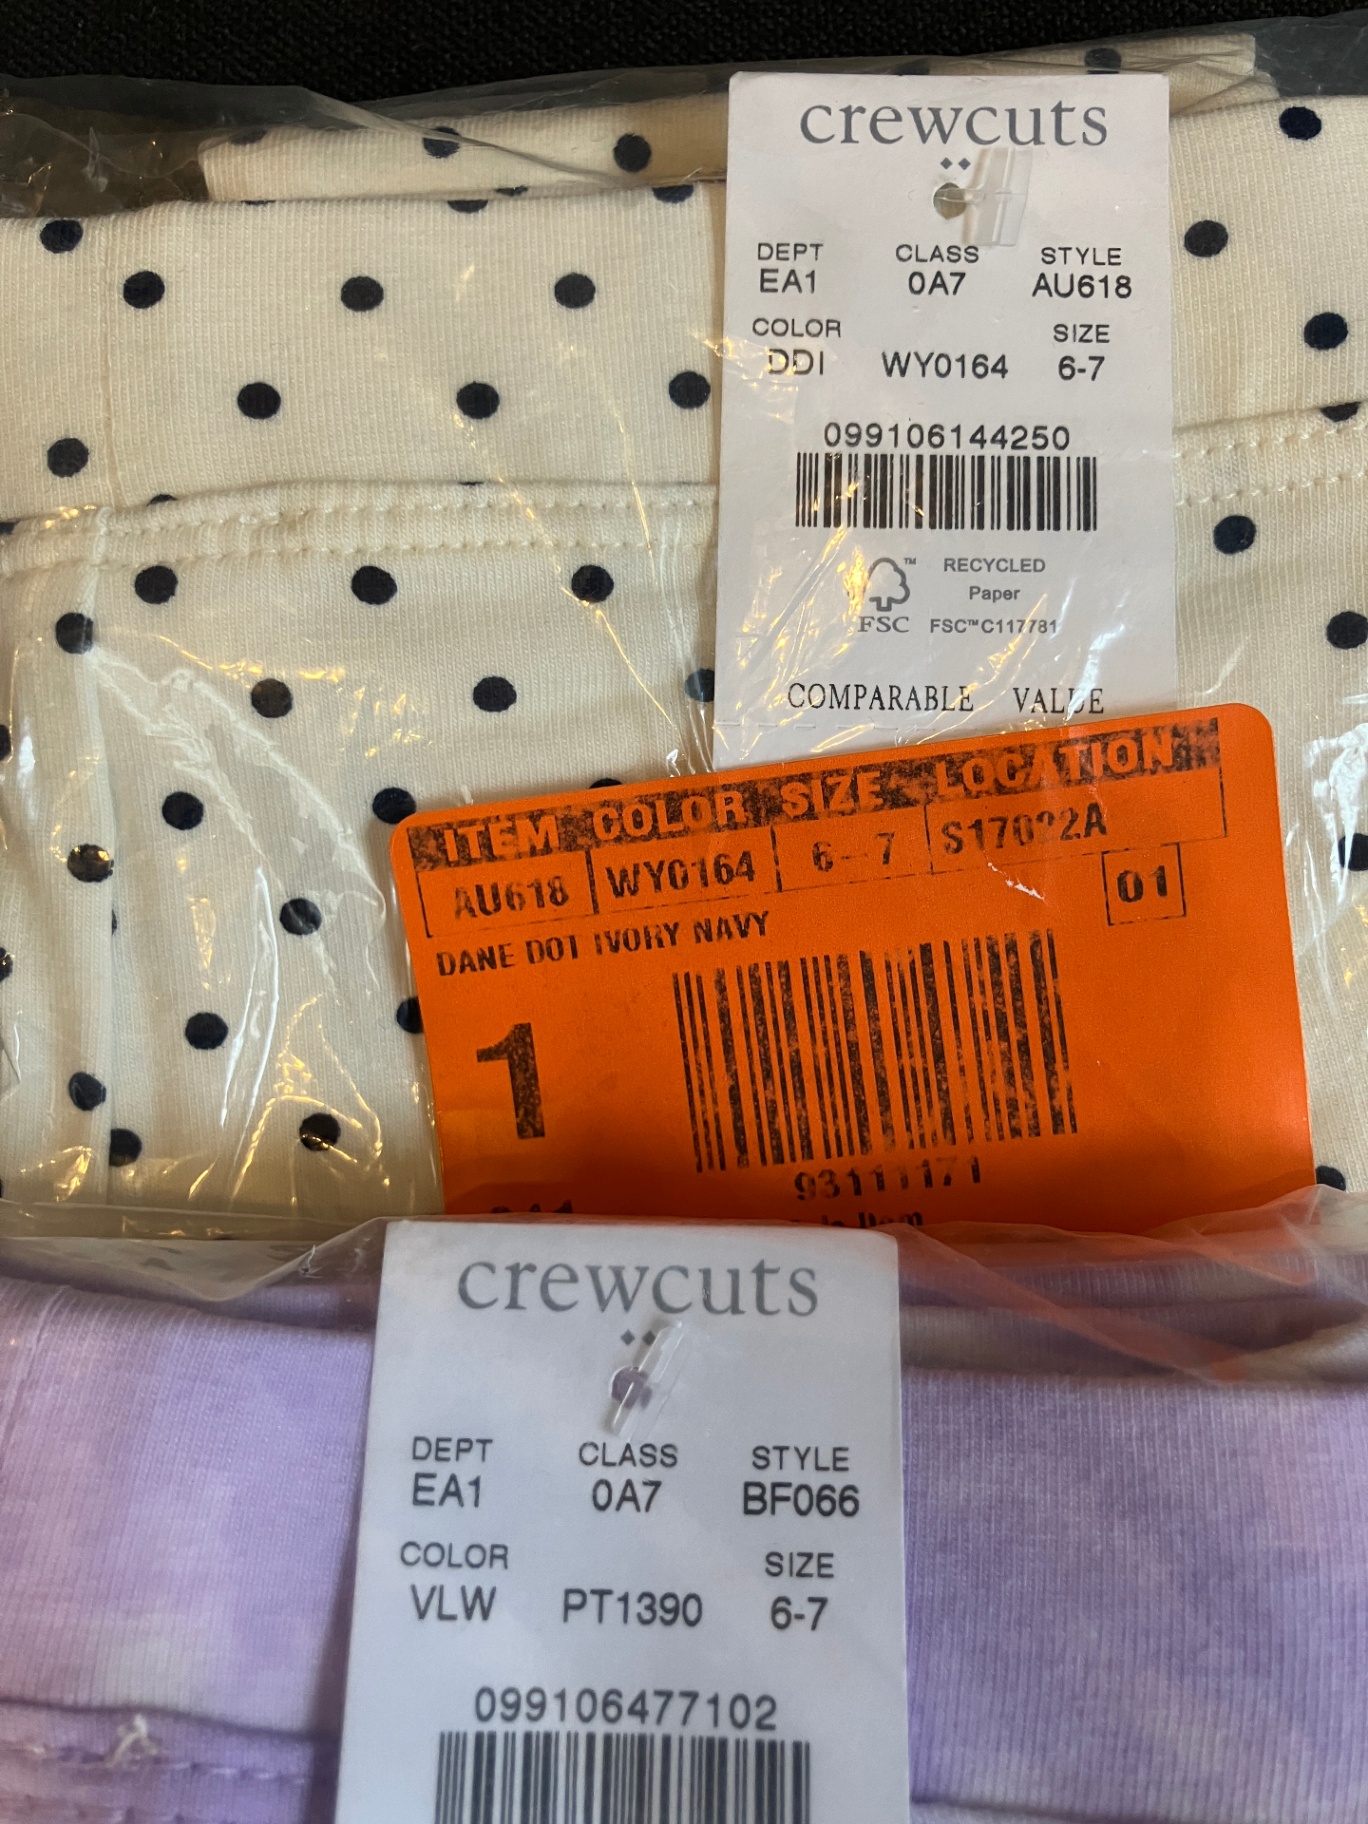 crewcuts
DEPT CLASS STYLE
EA1 0A7 AU618
COLOR SIZE
DDI WY0164 6-7
099106144250
RECYCLED
Paper
FSC FSC™C117781
COMPARABLE VALUE
ITEM COLOR SIZE LOCATION
AU618 WY0164 6-7
01
DANE DOT IVORY NAVY
1
Item
crewcuts
DEPT CLASS STYLE
EA1 0A7 BF066
COLOR SIZE
VLW PT1390 6-7
099106477102